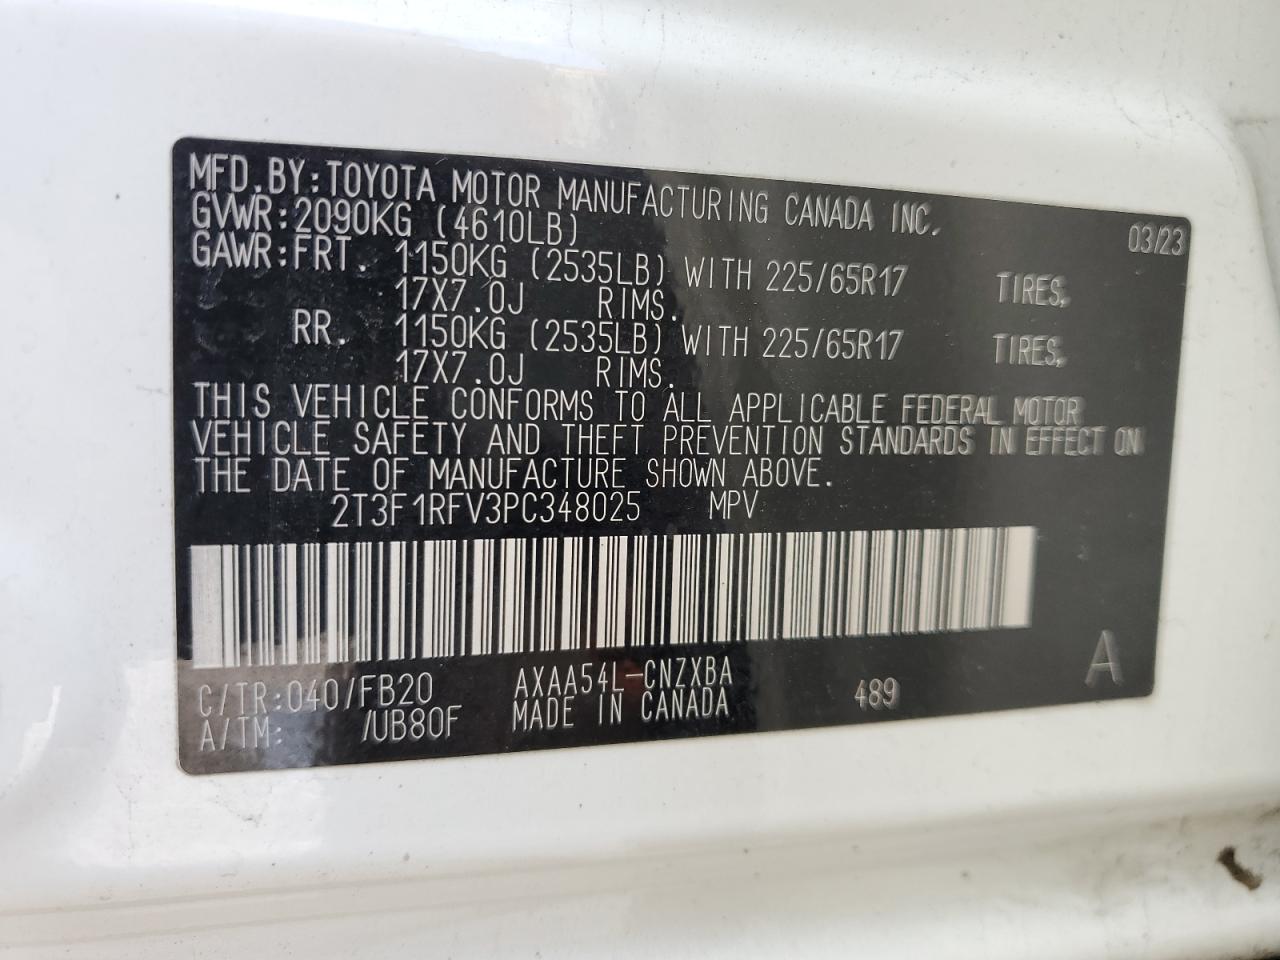 MFD.BY:TOYOTA MOTOR MANUFACTURING CANADA INC.
GVWR:2090KG (4610LB) 03/23
GAWR:FRT. 1150KG (2535LB) WITH 225/65R17 TIRES,
17X7.0J RIMS.
RR. 1150KG (2535LB) WITH 225/65R17 TIRES,
17X7.0J RIMS.
THIS VEHICLE CONFORMS TO ALL APPLICABLE FEDERAL MOTOR
VEHICLE SAFETY AND THEFT PREVENTION STANDARDS IN EFFECT ON
THE DATE OF MANUFACTURE SHOWN ABOVE.
2T3F1RFV3PC348025 MPV
C/TR:040/FB20 AXAA54L-CNZXBA 489 A
A/TM: /UB80F MADE IN CANADA